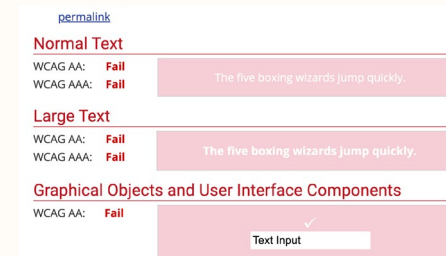 permalink
Normal Text
WCAG AA: Fail
WCAG AAA: Fail
The five boxing wizards jump quickly.
Large Text
WCAG AA: Fail
WCAG AAA: Fail
The five boxing wizards jump quickly.
Graphical Objects and User Interface Components
WCAG AA: Fail
✓
Text Input